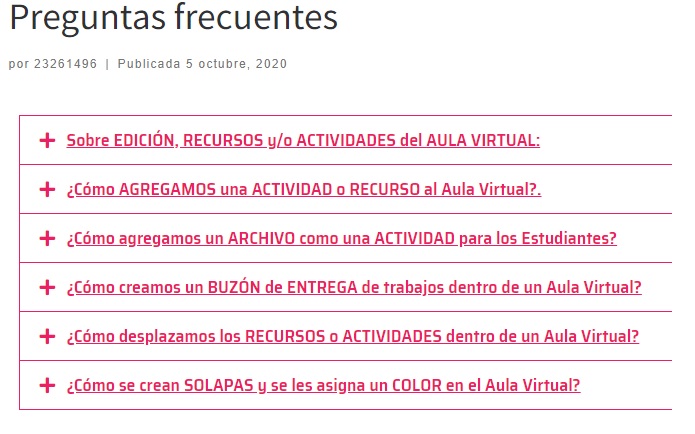 Preguntas frecuentes
por 23261496 | Publicada 5 octubre, 2020
Sobre EDICIÓN, RECURSOS y/o ACTIVIDADES del AULA VIRTUAL:
¿Cómo AGREGAMOS una ACTIVIDAD o RECURSO al Aula Virtual?.
¿Cómo agregamos un ARCHIVO como una ACTIVIDAD para los Estudiantes?
¿Cómo creamos un BUZÓN de ENTREGA de trabajos dentro de un Aula Virtual?
¿Cómo desplazamos los RECURSOS o ACTIVIDADES dentro de un Aula Virtual?
¿Cómo se crean SOLAPAS y se les asigna un COLOR en el Aula Virtual?